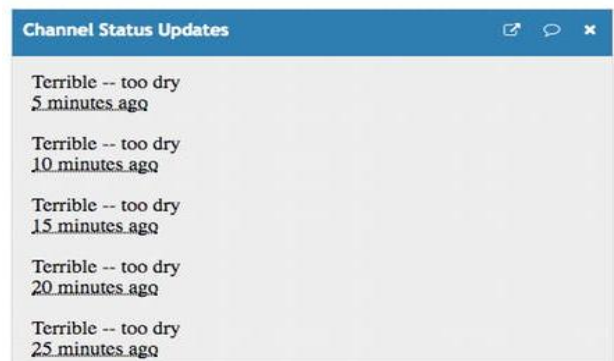 Channel Status Updates
Terrible -- too dry
5 minutes ago
Terrible -- too dry
10 minutes ago
Terrible -- too dry
15 minutes ago
Terrible -- too dry
20 minutes ago
Terrible -- too dry
25 minutes ago